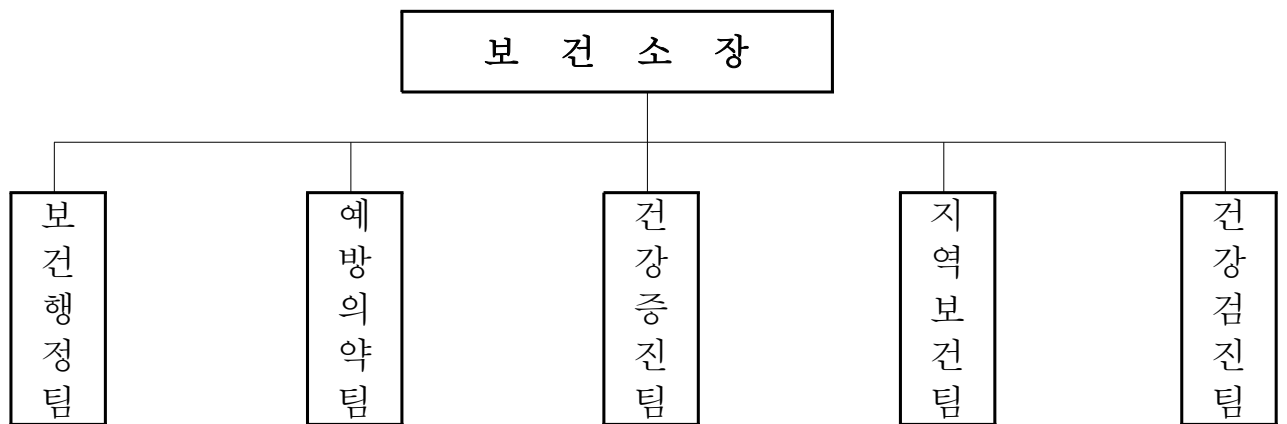 보 건 소 장
보건행정팀
예방의약팀
건강증진팀
지역보건팀
건강검진팀